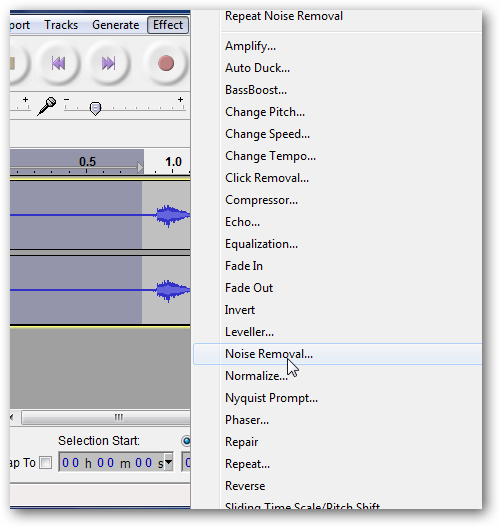 port Tracks Generate Effect
Repeat Noise Removal
Amplify...
Auto Duck...
BassBoost...
Change Pitch...
Change Speed...
Change Tempo...
Click Removal...
Compressor...
Echo...
Equalization...
Fade In
Fade Out
Invert
Leveller...
Noise Removal...
Normalize...
Nyquist Prompt...
Phaser...
Repair
Repeat...
Reverse
Sliding Time Scale/Pitch Shift
- +
0.5 1.0
Selection Start:
ap To
00 h 00 m 00 s